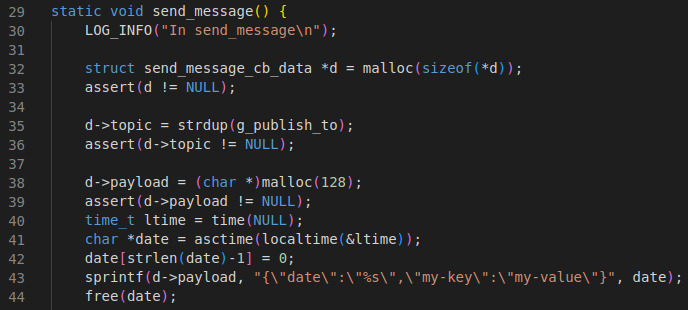 29 static void send_message() {
30 LOG_INFO("In send_message\n");
31
32 struct send_message_cb_data *d = malloc(sizeof(*d));
33 assert(d != NULL);
34
35 d->topic = strdup(g_publish_to);
36 assert(d->topic != NULL);
37
38 d->payload = (char *)malloc(128);
39 assert(d->payload != NULL);
40 time_t ltime = time(NULL);
41 char *date = asctime(localtime(&ltime));
42 date[strlen(date)-1] = 0;
43 sprintf(d->payload, "{\"date\":\"%s\",\"my-key\":\"my-value\"}", date);
44 free(date);